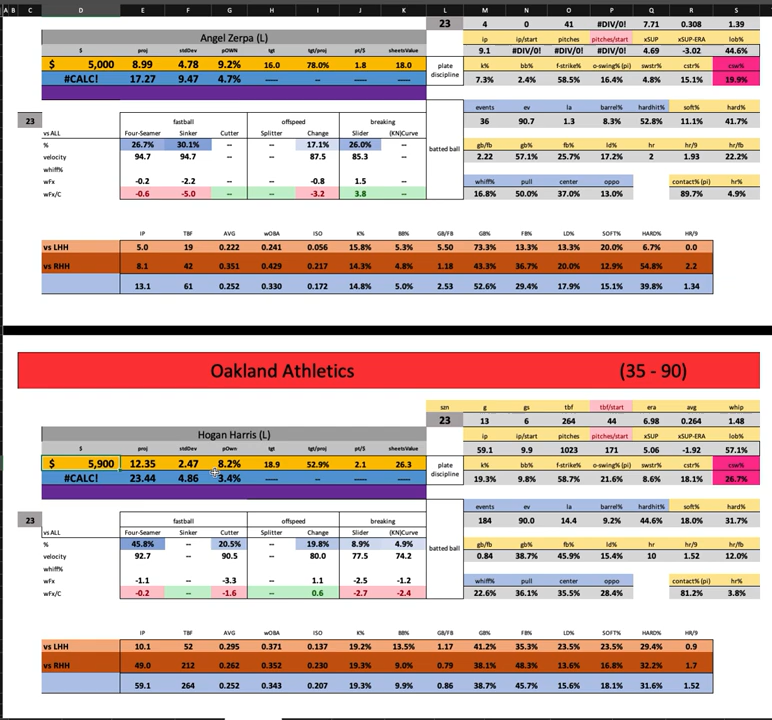 A B C D E F G H I J K L M N O P Q R S
23 4 0 41 #DIV/0! 7.71 0.308 1.39
Angel Zerpa (L) ip ip/start pitches pitches/start xSUP xSUP-ERA lob%
$ proj stdDev pOWN tgt tgt/proj pt/$ sheetsValue 9.1 #DIV/0! #DIV/0! 4.69 -3.02 44.6%
$ 5,000 8.99 4.78 9.2% 16.0 78.0% 1.8 18.0 plate discipline k% bb% f-strike% o-swing% (pi) swstr% cstr% csw%
#CALC! 17.27 9.47 4.7% ---- --- ---- ---- 7.3% 2.4% 58.5% 16.4% 4.8% 15.1% 19.9%
events ev la barrel% hardhit% soft% hard%
23 fastball offspeed breaking 36 90.7 1.3 8.3% 52.8% 11.1% 41.7%
vs ALL Four-Seamer Sinker Cutter Splitter Change Slider (KN)Curve
% 26.7% 30.1% -- -- 17.1% 26.0% -- batted ball gb/fb gb% fb% ld% hr hr/9 hr/fb
velocity 94.7 94.7 -- -- 87.5 85.3 -- 2.22 57.1% 25.7% 17.2% 2 1.93 22.2%
whiff%
wFx -0.2 -2.2 -- -- -0.8 1.5 -- whiff% pull center oppo contact% (pi) hr%
wFx/C -0.6 -5.0 -- -- -3.2 3.8 -- 16.8% 50.0% 37.0% 13.0% 89.7% 4.9%
IP TBF AVG wOBA ISO K% BB% GB/FB GB% FB% LD% SOFT% HARD% HR/9
vs LHH 5.0 19 0.222 0.241 0.056 15.8% 5.3% 5.50 73.3% 13.3% 13.3% 20.0% 6.7% 0.0
vs RHH 8.1 42 0.351 0.429 0.217 14.3% 4.8% 1.18 43.3% 36.7% 20.0% 12.9% 54.8% 2.2
13.1 61 0.252 0.330 0.172 14.8% 5.0% 2.53 52.6% 29.4% 17.9% 15.1% 39.8% 1.34
Oakland Athletics (35 - 90)
szn g gs tbf tbf/start era avg whip
23 13 6 264 44 6.98 0.264 1.48
Hogan Harris (L) ip ip/start pitches pitches/start xSUP xSUP-ERA lob%
$ proj stdDev pOwn tgt tgt/proj pt/$ sheetsValue 59.1 9.9 1023 171 5.06 -1.92 57.1%
$ 5,900 12.35 2.47 8.2% 18.9 52.9% 2.1 26.3 plate discipline k% bb% f-strike% o-swing% (pi) swstr% cstr% csw%
#CALC! 23.44 4.86 3.4% ---- --- ---- ---- 19.3% 9.8% 58.7% 21.6% 8.6% 18.1% 26.7%
events ev la barrel% hardhit% soft% hard%
23 fastball offspeed breaking 184 90.0 14.4 9.2% 44.6% 18.0% 31.7%
vs ALL Four-Seamer Sinker Cutter Splitter Change Slider (KN)Curve
% 45.8% -- 20.5% -- 19.8% 8.9% 4.9% batted ball gb/fb gb% fb% ld% hr hr/9 hr/fb
velocity 92.7 -- 90.5 -- 80.0 77.5 74.2 0.84 38.7% 45.9% 15.4% 10 1.52 12.0%
whiff%
wFx -1.1 -- -3.3 -- 1.1 -2.5 -1.2 whiff% pull center oppo contact% (pi) hr%
wFx/C -0.2 -- -1.6 -- 0.6 -2.7 -2.4 22.6% 36.1% 35.5% 28.4% 81.2% 3.8%
IP TBF AVG wOBA ISO K% BB% GB/FB GB% FB% LD% SOFT% HARD% HR/9
vs LHH 10.1 52 0.295 0.371 0.137 19.2% 13.5% 1.17 41.2% 35.3% 23.5% 23.5% 29.4% 0.9
vs RHH 49.0 212 0.262 0.352 0.230 19.3% 9.0% 0.79 38.1% 48.3% 13.6% 16.8% 32.2% 1.7
59.1 264 0.252 0.343 0.207 19.3% 9.9% 0.86 38.7% 45.7% 15.6% 18.1% 31.6% 1.52